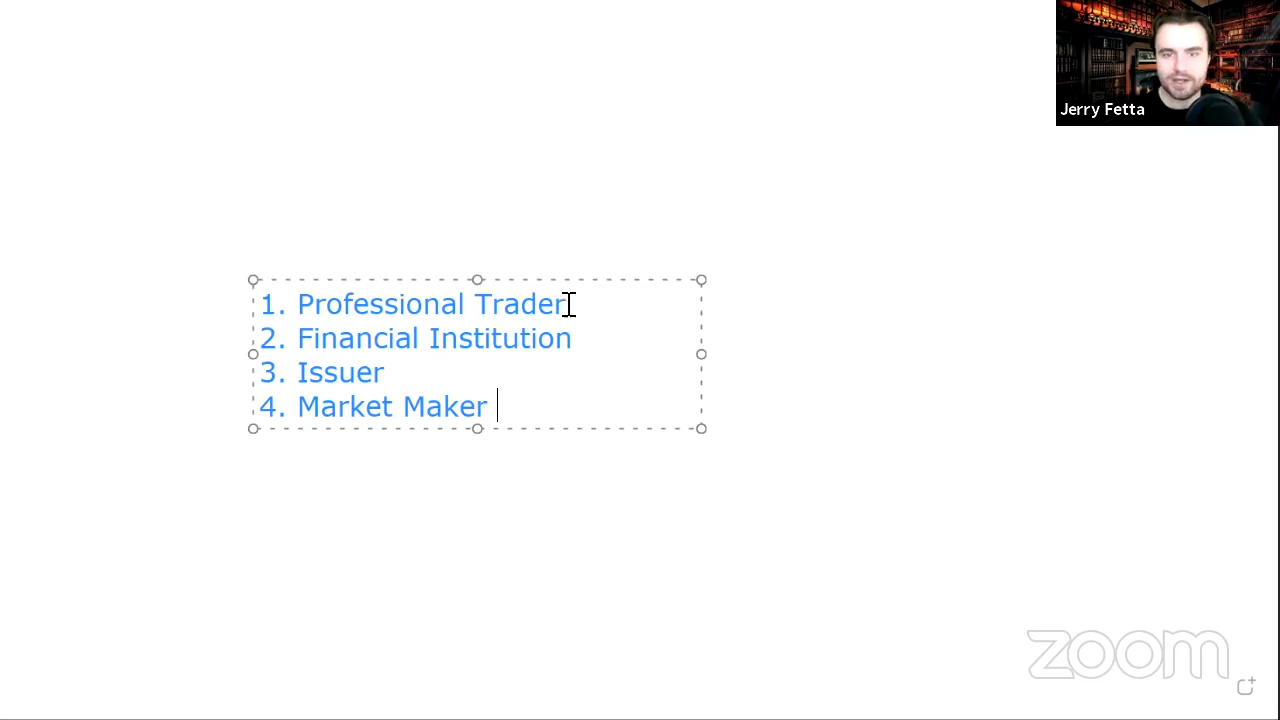 Jerry Fetta
1. Professional Trader
2. Financial Institution
3. Issuer
4. Market Maker
zoom